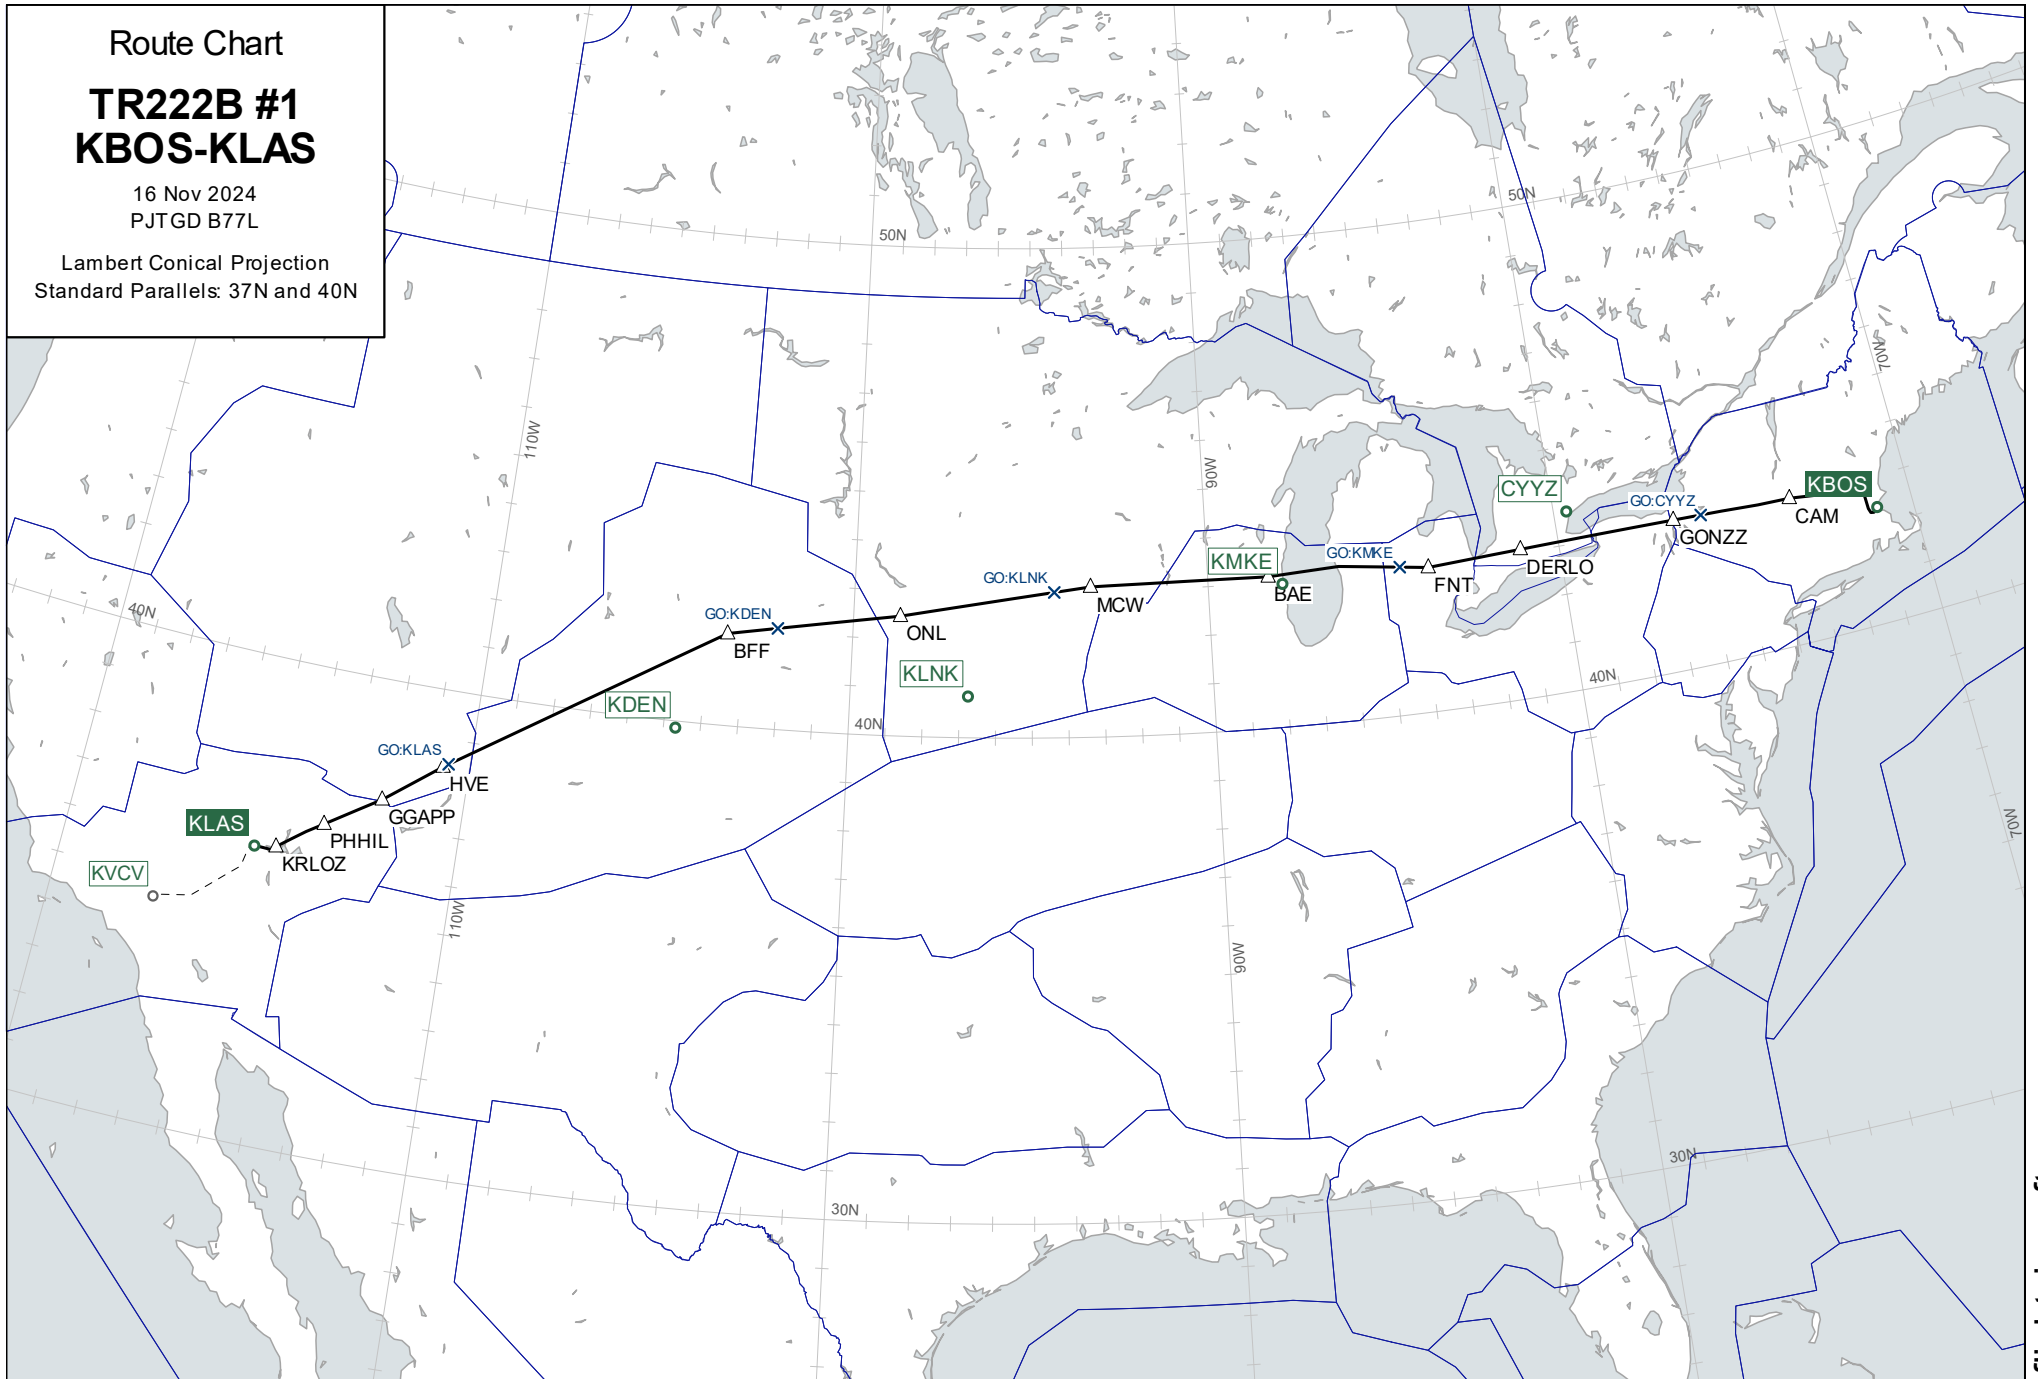 Route Chart
TR222B #1
KBOS-KLAS
16 Nov 2024
PJTGD B77L
Lambert Conical Projection
Standard Parallels: 37N and 40N
50N
50N
70W
110W
90W
CYYZ
KBOS
GO:CYYZ
CAM
GONZZ
GO:KMKE
KMKE
DERLO
FNT
BAE
GO:KLNK
MCW
40N
GO:KDEN
ONL
BFF
KLNK
KDEN
40N
40N
GO:KLAS
HVE
GGAPP
KLAS
PHHIL
KRLOZ
KVCV
70W
110W
90W
30N
30N